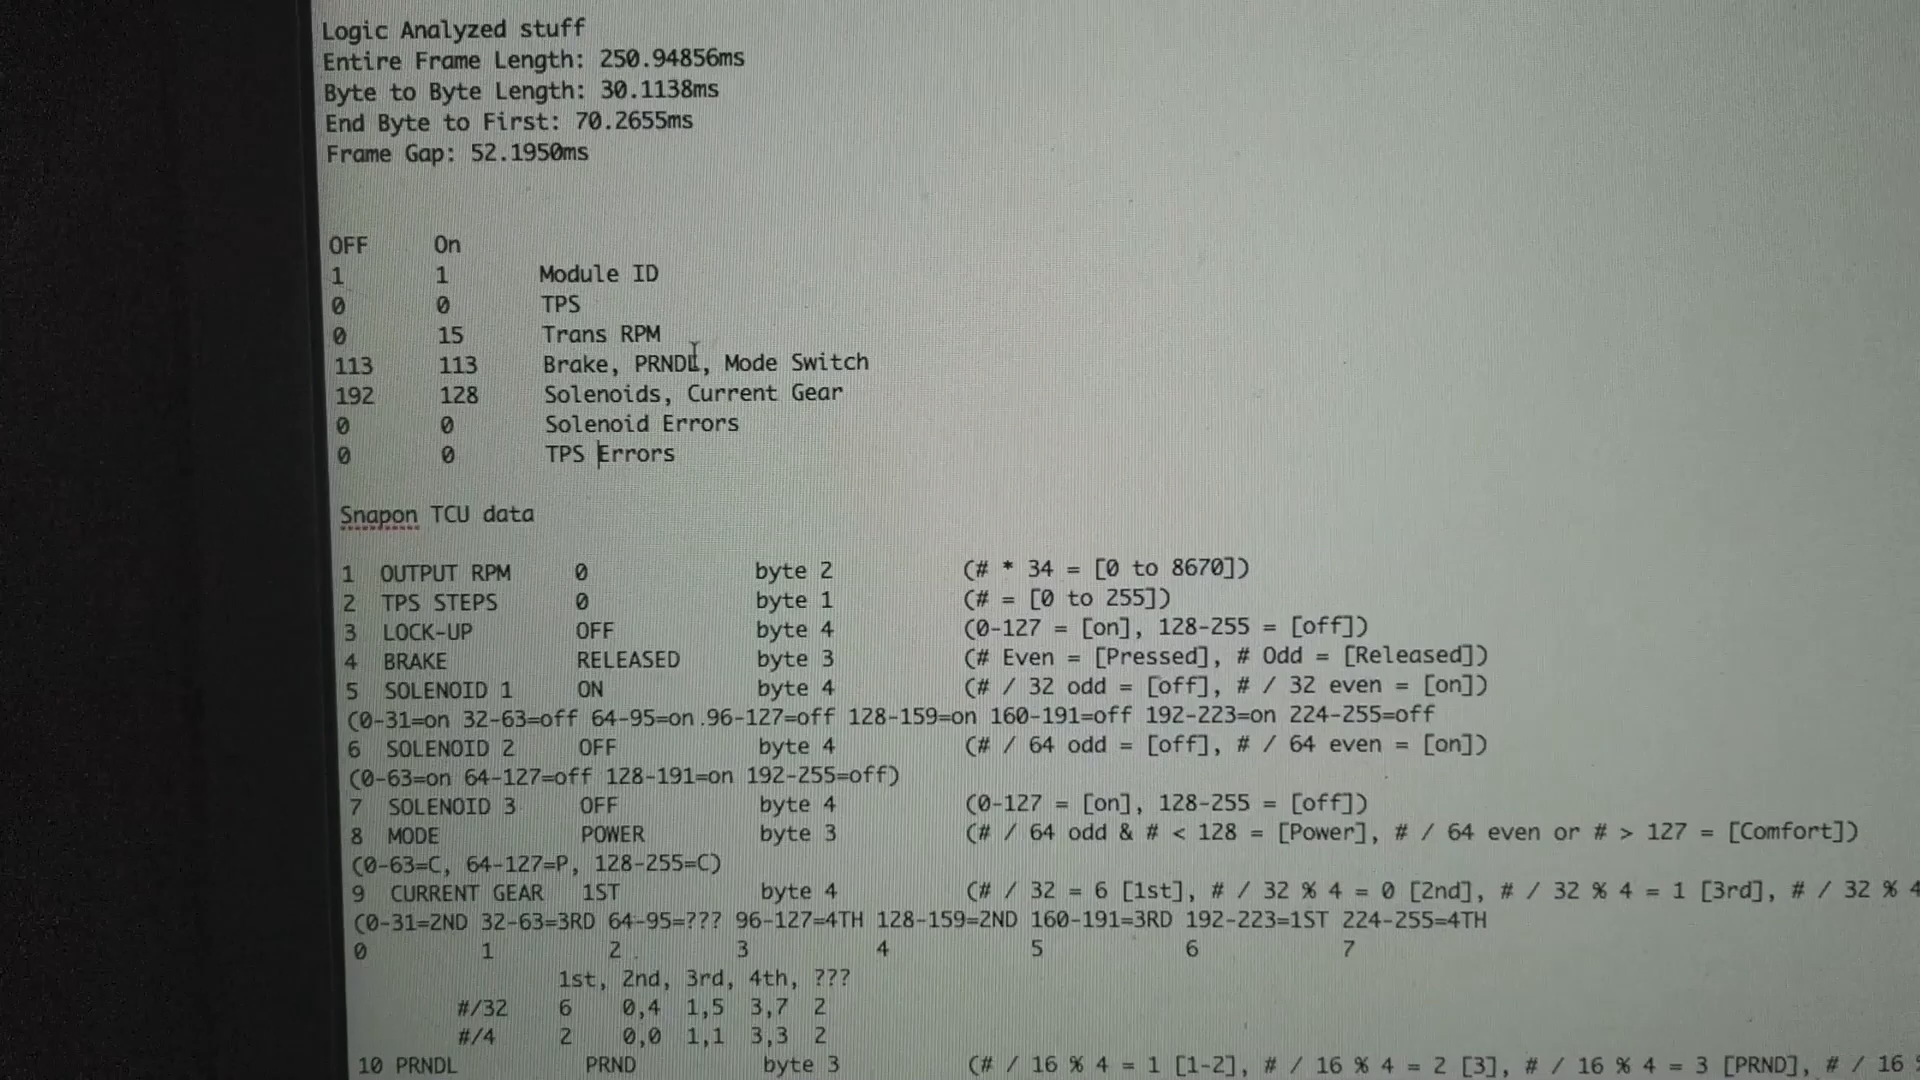 Logic Analyzed stuff
Entire Frame Length: 250.94856ms
Byte to Byte Length: 30.1138ms
End Byte to First: 70.2655ms
Frame Gap: 52.1950ms
OFF On
1 1 Module ID
0 0 TPS
0 15 Trans RPM
113 113 Brake, PRNDL, Mode Switch
192 128 Solenoids, Current Gear
0 0 Solenoid Errors
0 0 TPS Errors
Snapon TCU data
1 OUTPUT RPM 0 byte 2 (# * 34 = [0 to 8670])
2 TPS STEPS 0 byte 1 (# = [0 to 255])
3 LOCK-UP OFF byte 4 (0-127 = [on], 128-255 = [off])
4 BRAKE RELEASED byte 3 (# Even = [Pressed], # Odd = [Released])
5 SOLENOID 1 ON byte 4 (# / 32 odd = [off], # / 32 even = [on])
(0-31=on 32-63=off 64-95=on 96-127=off 128-159=on 160-191=off 192-223=on 224-255=off
6 SOLENOID 2 OFF byte 4 (# / 64 odd = [off], # / 64 even = [on])
(0-63=on 64-127=off 128-191=on 192-255=off)
7 SOLENOID 3 OFF byte 4 (0-127 = [on], 128-255 = [off])
8 MODE POWER byte 3 (# / 64 odd & # < 128 = [Power], # / 64 even or # > 127 = [Comfort])
(0-63=C, 64-127=P, 128-255=C)
9 CURRENT GEAR 1ST byte 4 (# / 32 = 6 [1st], # / 32 % 4 = 0 [2nd], # / 32 % 4 = 1 [3rd], # / 32 % 4
(0-31=2ND 32-63=3RD 64-95=??? 96-127=4TH 128-159=2ND 160-191=3RD 192-223=1ST 224-255=4TH
0 1 2 3 4 5 6 7
1st, 2nd, 3rd, 4th, ???
#/32 6 0,4 1,5 3,7 2
#/4 2 0,0 1,1 3,3 2
10 PRNDL PRND byte 3 (# / 16 % 4 = 1 [1-2], # / 16 % 4 = 2 [3], # / 16 % 4 = 3 [PRND], # / 16